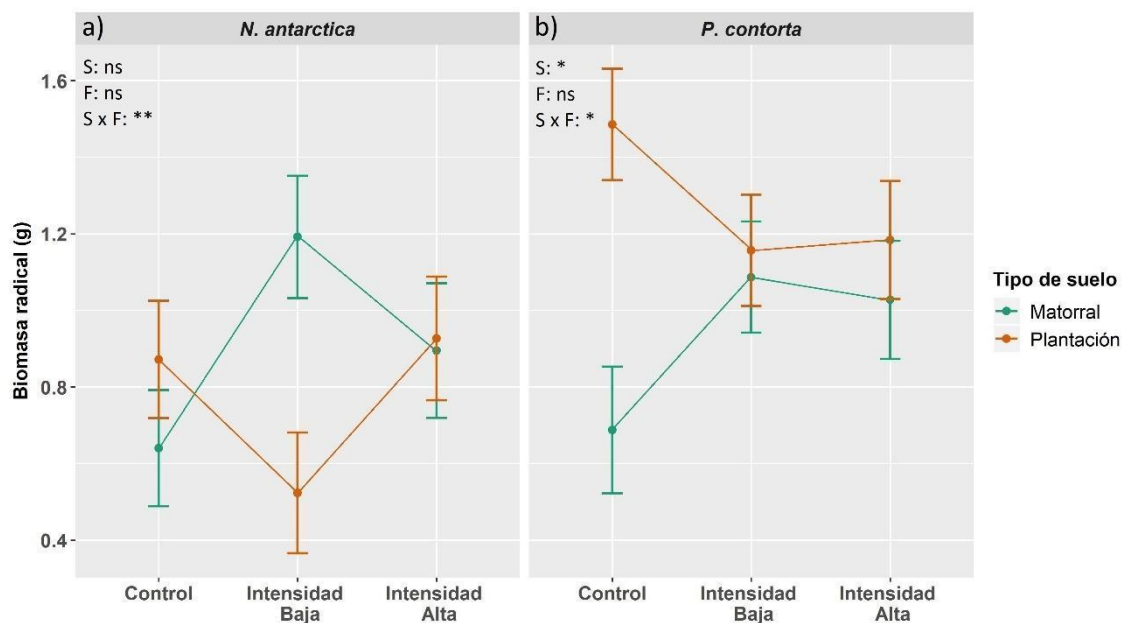 a)
N. antarctica
b)
P. contorta
S: ns
F: ns
S x F: **
S: *
F: ns
S x F: *
Biomasa radical (g)
1.6
1.2
0.8
0.4
Control
Intensidad
Baja
Intensidad
Alta
Control
Intensidad
Baja
Intensidad
Alta
Tipo de suelo
Matorral
Plantación